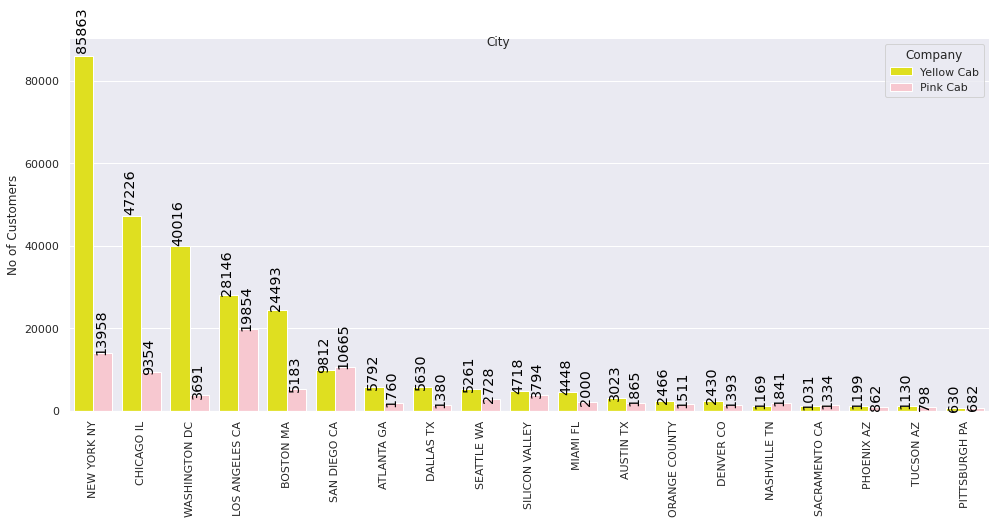 City
Company
Yellow Cab
Pink Cab
No of Customers
80000
60000
40000
20000
0
85863
13958
47226
9354
40016
3691
28146
19854
24493
5183
9812
10665
5792
1760
5630
1380
5261
2728
4718
3794
4448
2000
3023
1865
2466
1511
2430
1393
1169
1841
1031
1334
1199
862
1130
798
630
682
NEW YORK NY
CHICAGO IL
WASHINGTON DC
LOS ANGELES CA
BOSTON MA
SAN DIEGO CA
ATLANTA GA
DALLAS TX
SEATTLE WA
SILICON VALLEY
MIAMI FL
AUSTIN TX
ORANGE COUNTY
DENVER CO
NASHVILLE TN
SACRAMENTO CA
PHOENIX AZ
TUCSON AZ
PITTSBURGH PA